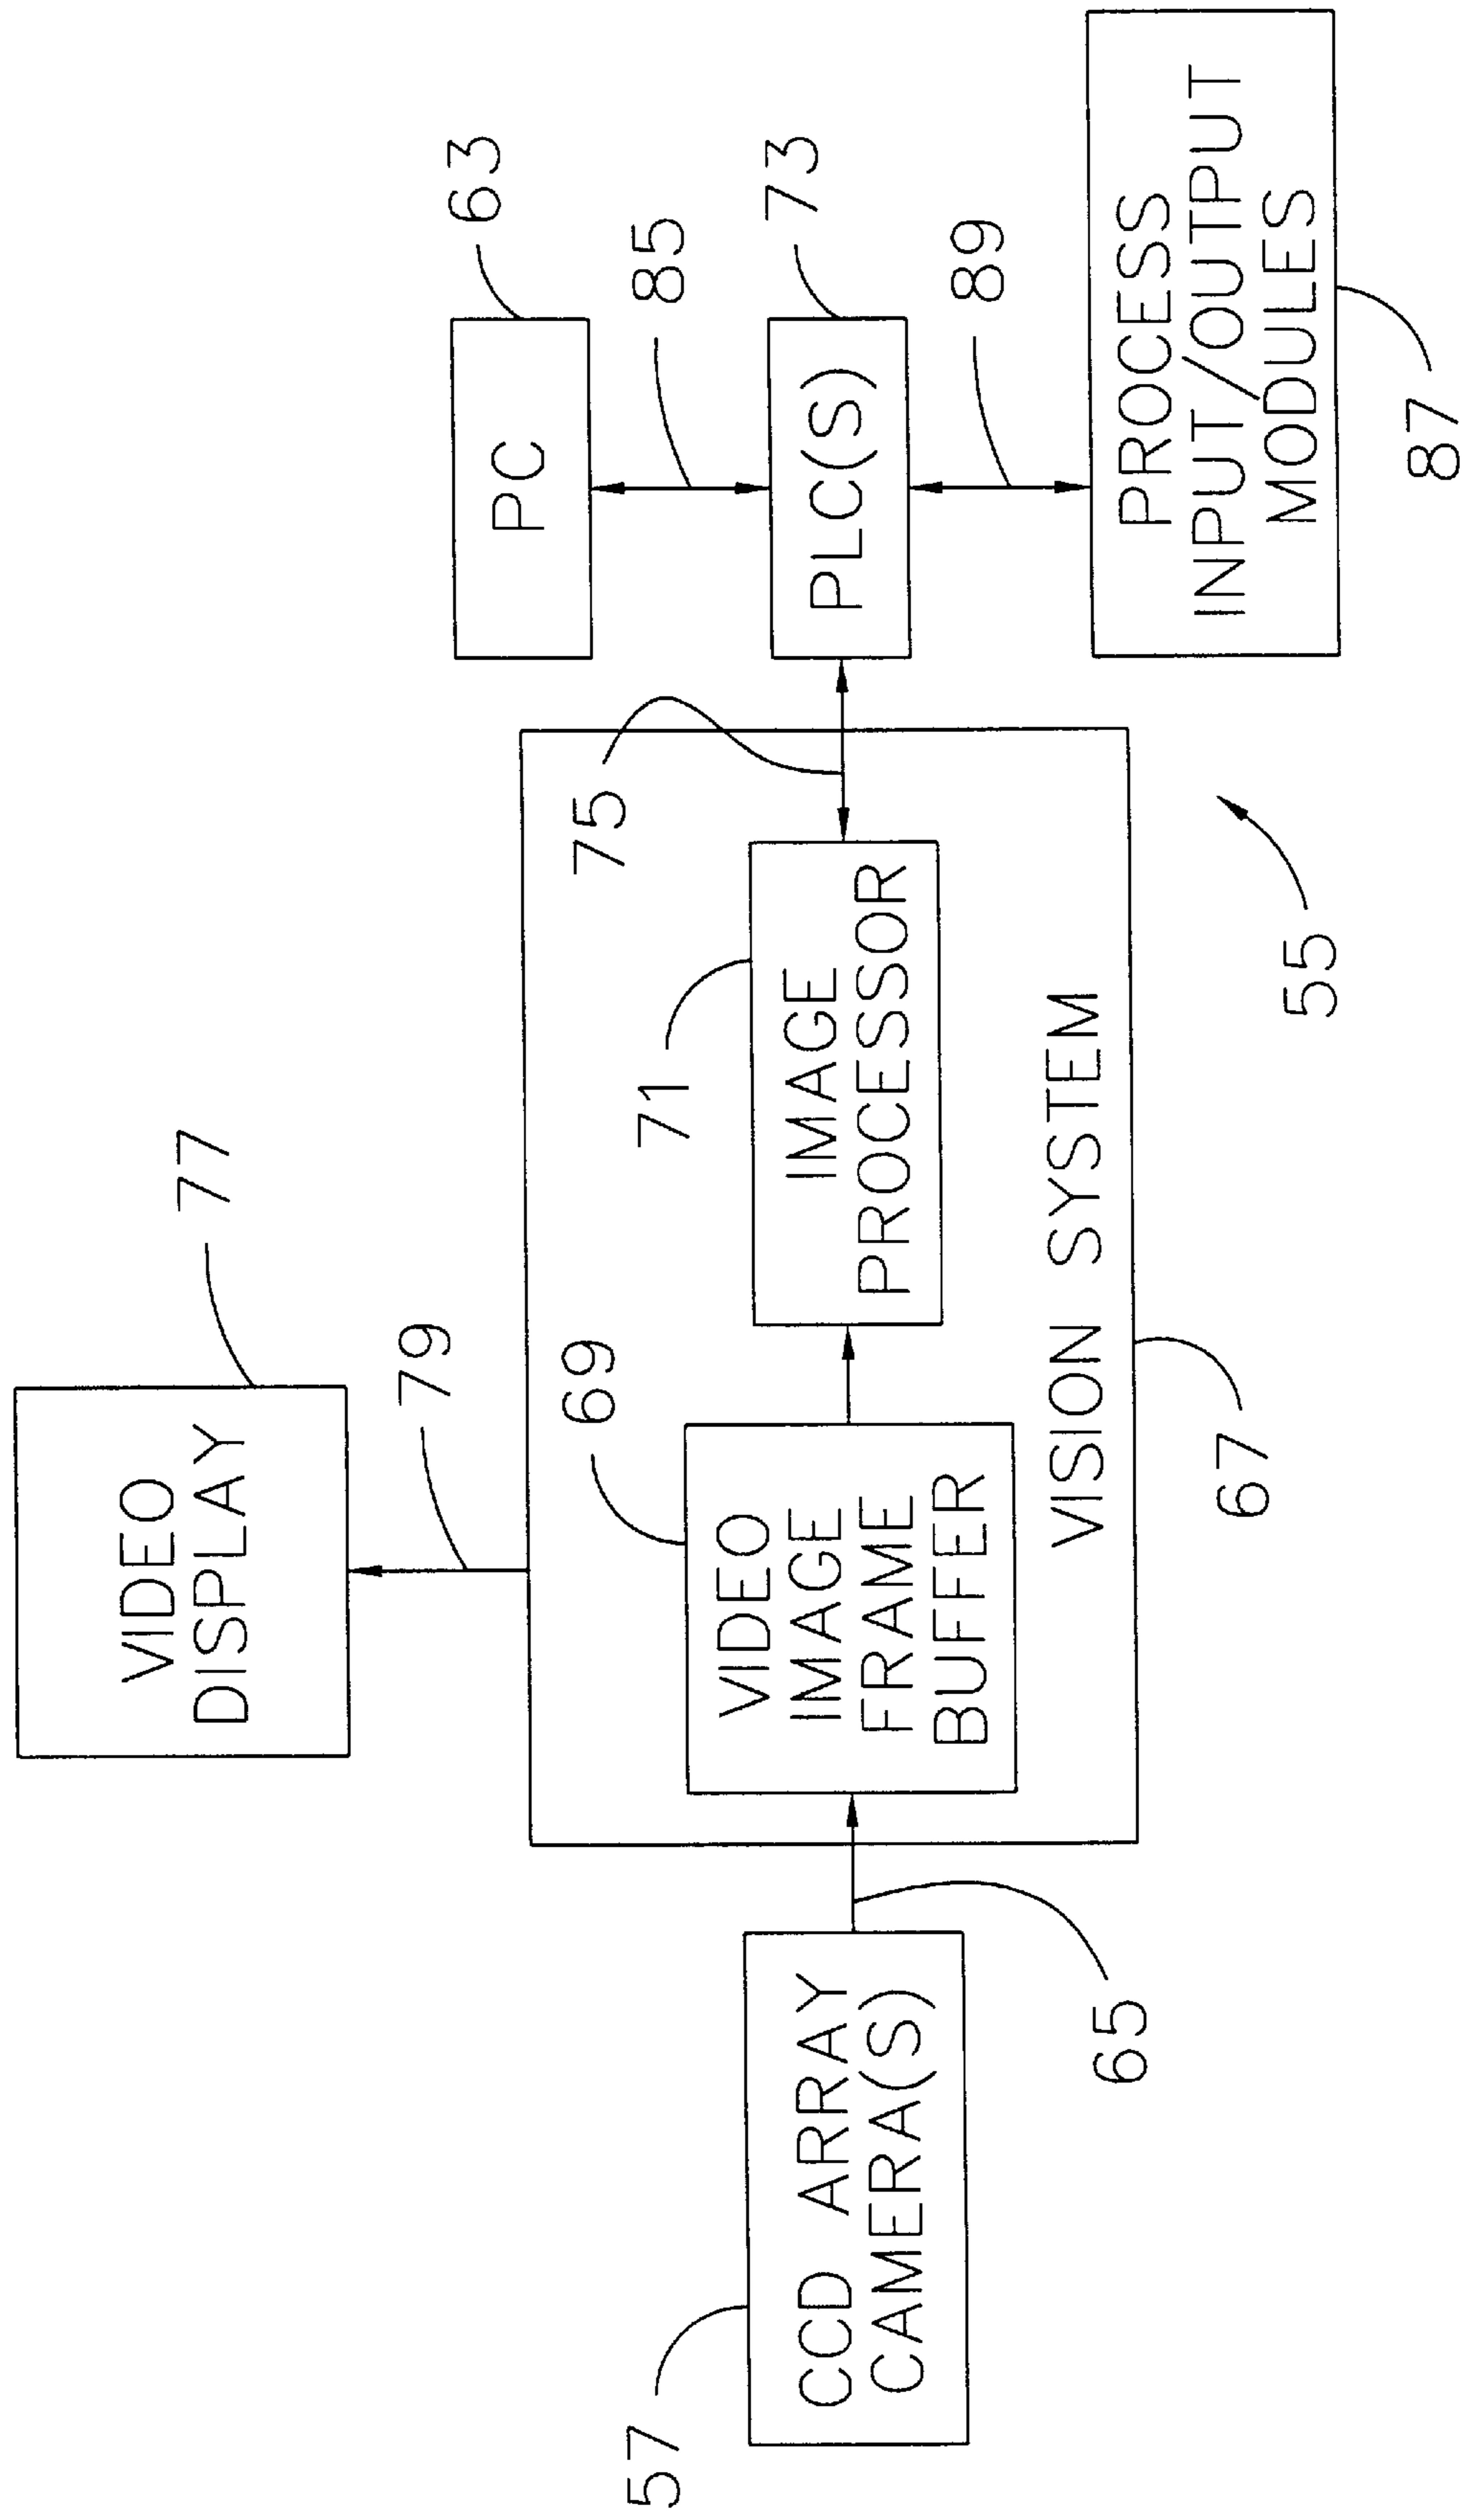 77
VIDEO
DISPLAY
79
63
PC
85
75
69
71
73
57
CCD ARRAY
CAMERA(S)
VIDEO
IMAGE
FRAME
BUFFER
IMAGE
PROCESSOR
PLC(S)
89
VISION SYSTEM
65
67
55
PROCESS
INPUT/OUTPUT
MODULES
87